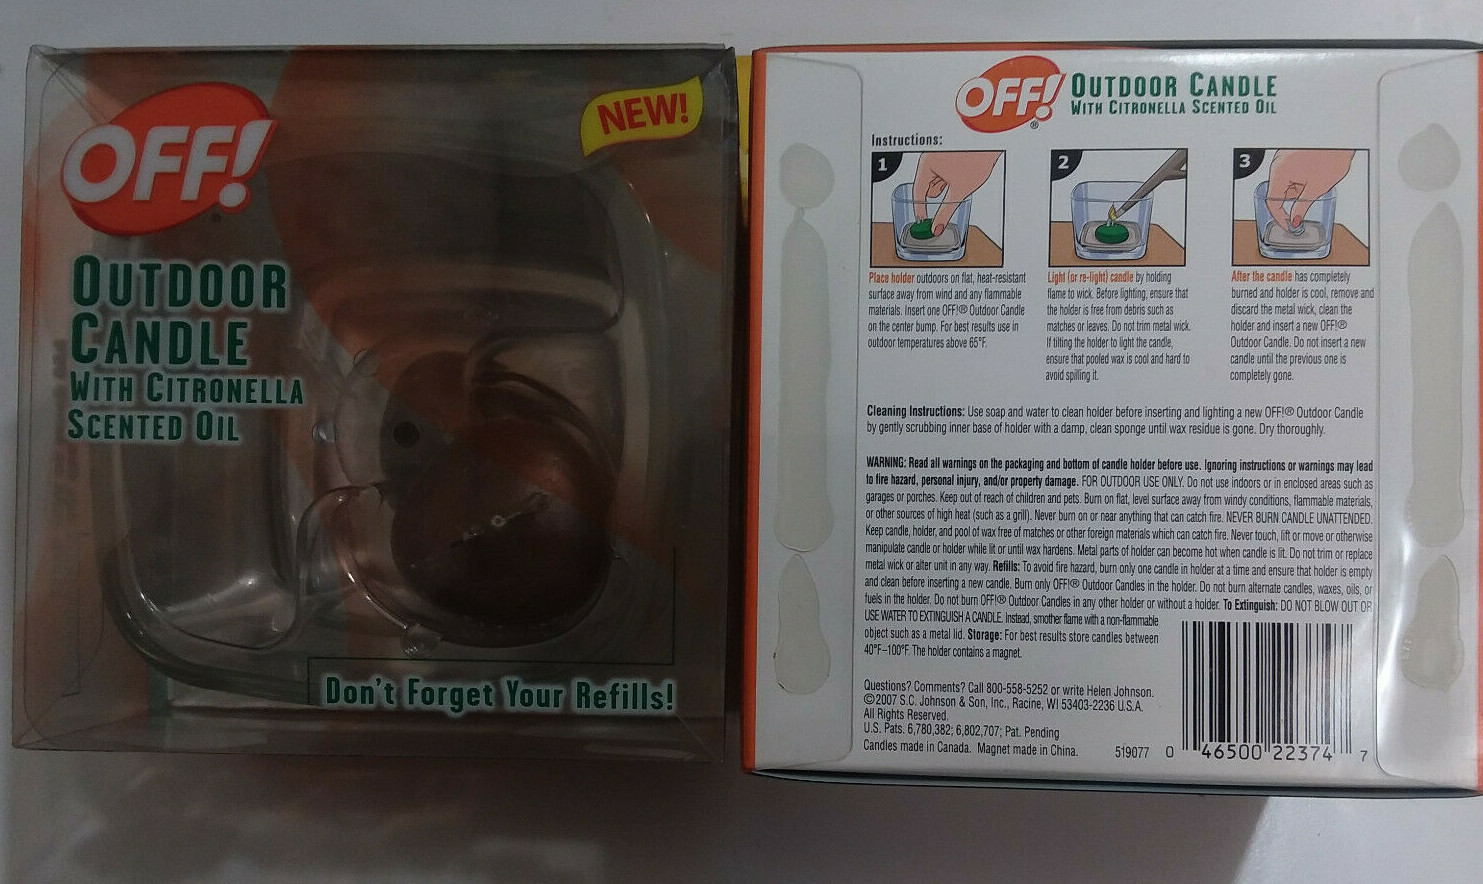 OFF!
®
NEW!
OUTDOOR
CANDLE
WITH CITRONELLA
SCENTED OIL
Don't Forget Your Refills!
OFF!® OUTDOOR CANDLE
WITH CITRONELLA SCENTED OIL
Instructions:
1
Place holder outdoors on flat, heat-resistant
surface away from wind and any flammable
materials. Insert one OFF!® Outdoor Candle
on the center bump. For best results use in
outdoor temperatures above 65°F.
2
Light (or re-light) candle by holding
flame to wick. Before lighting, ensure that
the holder is free from debris such as
matches or leaves. Do not trim metal wick.
If tilting the holder to light the candle,
ensure that pooled wax is cool and hard to
avoid spilling it.
3
After the candle has completely
burned and holder is cool, remove and
discard the metal wick, clean the
holder and insert a new OFF!®
Outdoor Candle. Do not insert a new
candle until the previous one is
completely gone.
Cleaning Instructions: Use soap and water to clean holder before inserting and lighting a new OFF!® Outdoor Candle
by gently scrubbing inner base of holder with a damp, clean sponge until wax residue is gone. Dry thoroughly.
WARNING: Read all warnings on the packaging and bottom of candle holder before use. Ignoring instructions or warnings may lead
to fire hazard, personal injury, and/or property damage. FOR OUTDOOR USE ONLY. Do not use indoors or in enclosed areas such as
garages or porches. Keep out of reach of children and pets. Burn on flat, level surface away from windy conditions, flammable materials,
or other sources of high heat (such as a grill). Never burn on or near anything that can catch fire. NEVER BURN CANDLE UNATTENDED.
Keep candle, holder, and pool of wax free of matches or other foreign materials which can catch fire. Never touch, lift or move or otherwise
manipulate candle or holder while lit or until wax hardens. Metal parts of holder can become hot when candle is lit. Do not trim or replace
metal wick or alter unit in any way. Refills: To avoid fire hazard, burn only one candle in holder at a time and ensure that holder is empty
and clean before inserting a new candle. Burn only OFF!® Outdoor Candles in the holder. Do not burn alternate candles, waxes, oils, or
fuels in the holder. Do not burn OFF!® Outdoor Candles in any other holder or without a holder. To Extinguish: DO NOT BLOW OUT OR
USE WATER TO EXTINGUISH A CANDLE. Instead, smother flame with a non-flammable
object such as a metal lid. Storage: For best results store candles between
40°F–100°F. The holder contains a magnet.
Questions? Comments? Call 800-558-5252 or write Helen Johnson.
©2007 S.C. Johnson & Son, Inc., Racine, WI 53403-2236 U.S.A.
All Rights Reserved.
U.S. Pats. 6,780,382; 6,802,707; Pat. Pending
Candles made in Canada. Magnet made in China.
519077
0 46500 22374 7